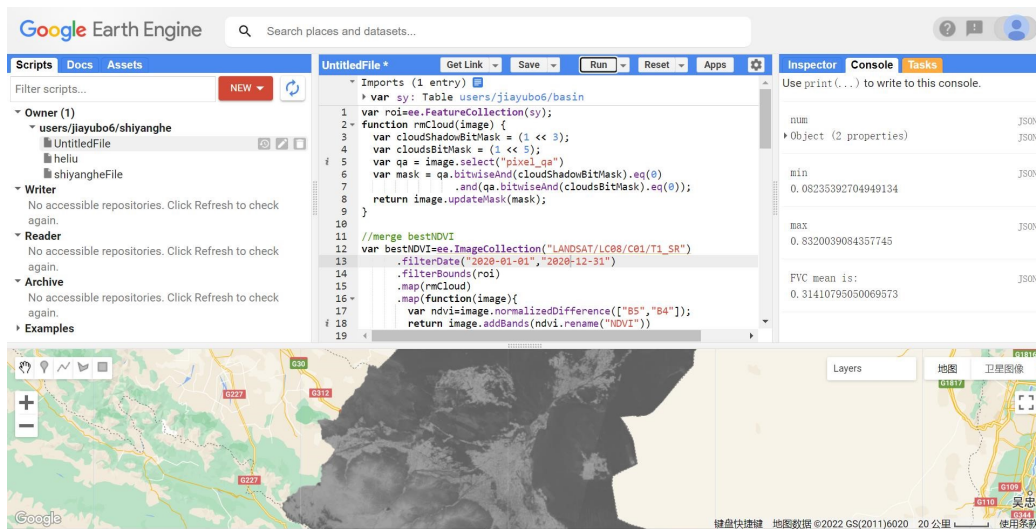 Google Earth Engine
Search places and datasets...
Scripts Docs Assets
Filter scripts...
NEW
Owner (1)
users/jiayubo6/shiyanghe
UntitledFile
heliu
shiyangheFile
Writer
No accessible repositories. Click Refresh to check
again.
Reader
No accessible repositories. Click Refresh to check
again.
Archive
No accessible repositories. Click Refresh to check
again.
Examples
UntitledFile *
Get Link Save Run Reset Apps
Imports (1 entry)
var sy: Table users/jiayubo6/basin
1 var roi=ee.FeatureCollection(sy);
2 function rmCloud(image) {
3 var cloudShadowBitMask = (1 << 3);
4 var cloudsBitMask = (1 << 5);
i 5 var qa = image.select("pixel_qa")
6 var mask = qa.bitwiseAnd(cloudShadowBitMask).eq(0)
7 .and(qa.bitwiseAnd(cloudsBitMask).eq(0));
8 return image.updateMask(mask);
9 }
10
11 //merge bestNDVI
12 var bestNDVI=ee.ImageCollection("LANDSAT/LC08/C01/T1_SR")
13 .filterDate("2020-01-01","2020-12-31")
14 .filterBounds(roi)
15 .map(rmCloud)
16 .map(function(image){
17 var ndvi=image.normalizedDifference(["B5","B4"]);
i 18 return image.addBands(ndvi.rename("NDVI"))
19
Inspector Console Tasks
Use print(...) to write to this console.
num JSON
Object (2 properties) JSON
min JSON
0.08235392704949134
max JSON
0.8320039084357745
FVC mean is: JSON
0.31410795050069573
Layers
地图 卫星图像
G30
G227
G312
G227
G1816
G1817
G109
G110
吴忠
G344
Google
键盘快捷键 地图数据 ©2022 GS(2011)6020 20 公里 使用条款